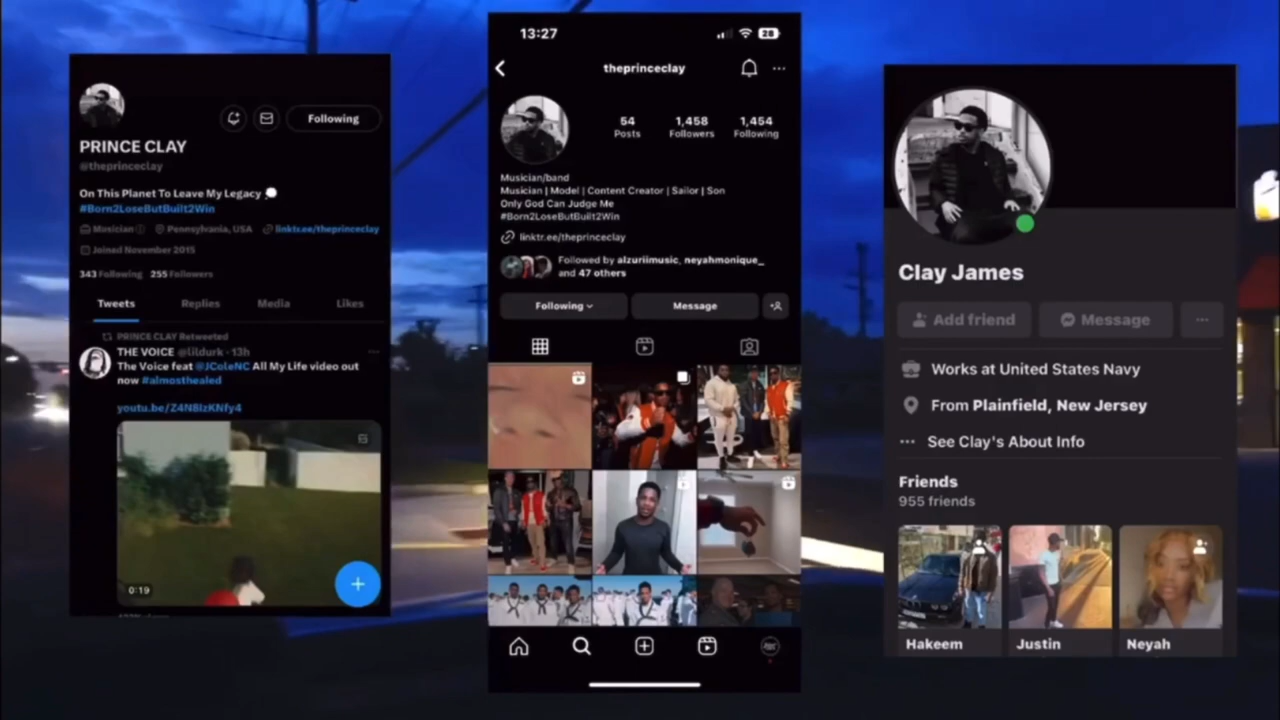 PRINCE CLAY
@theprinceclay
Following
On This Planet To Leave My Legacy
#Born2LoseButBuilt2Win
Musician Pennsylvania, USA linktr.ee/theprinceclay
Joined November 2015
343 Following 255 Followers
Tweets Replies Media Likes
PRINCE CLAY Retweeted
THE VOICE @lildurk · 13h
The Voice feat @JColeNC All My Life video out
now #almosthealed
0:19
13:27
28
theprinceclay
54 1,458 1,454
Posts Followers Following
Musician/band
Musician | Model | Content Creator | Sailor | Son
Only God Can Judge Me
#Born2LoseButBuilt2Win
linktr.ee/theprinceclay
Followed by alzuriimusic, neyahmonique_
and 47 others
Following Message
Clay James
Add friend Message
Works at United States Navy
From Plainfield, New Jersey
See Clay's About Info
Friends
955 friends
Hakeem Justin Neyah